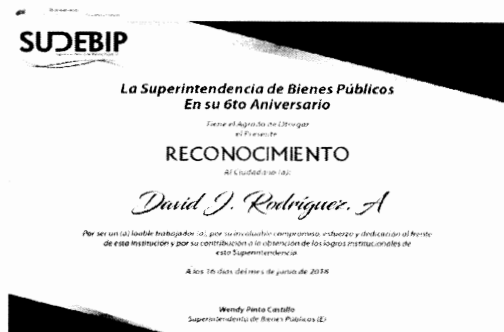 SUDEBIP
La Superintendencia de Bienes Públicos
En su 6to Aniversario
Tiene el Agrado de Otorgar
el Presente
RECONOCIMIENTO
Al Ciudadano (a):
David J. Rodríguez. A
Por ser un (a) loable trabajador (a), por su invaluable compromiso, esfuerzo y dedicación al frente
de esta Institución y por su contribución a la obtención de los logros institucionales de
esta Superintendencia
A los 16 días del mes de junio de 2018
Wendy Pinto Castillo
Superintendenta de Bienes Públicos (E)